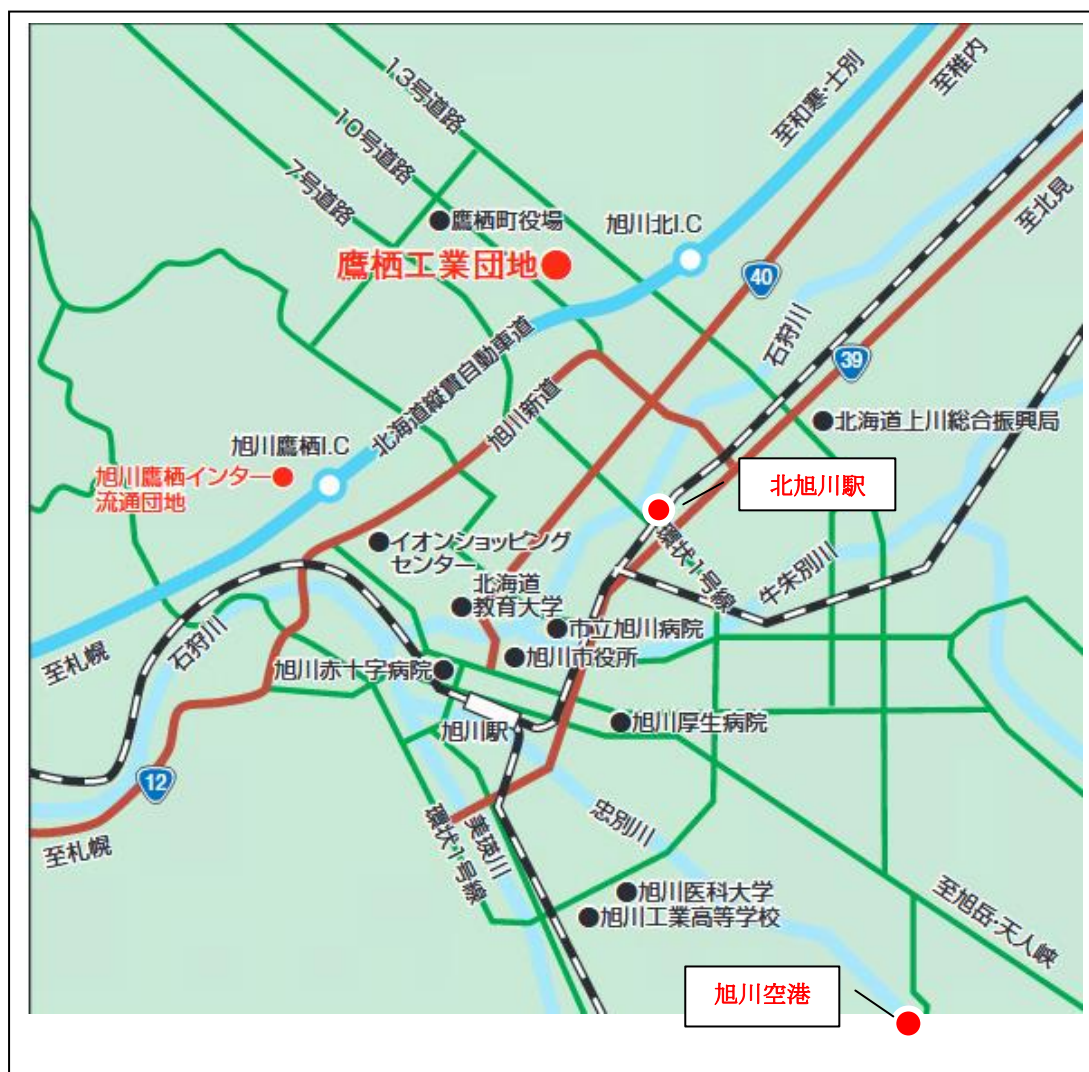 13号道路
10号道路
7号道路
至和寒・士別
至稚内
至北見
鷹栖町役場
旭川北I.C
鷹栖工業団地
40
石狩川
39
北海道縦貫自動車道
旭川新道
北海道上川総合振興局
旭川鷹栖I.C
旭川鷹栖インター
流通団地
北旭川駅
イオンショッピング
センター
環状1号線
牛朱別川
北海道
教育大学
石狩川
市立旭川病院
至札幌
旭川市役所
旭川赤十字病院
旭川駅
旭川厚生病院
12
至札幌
環状1号線
美瑛川
忠別川
旭川医科大学
旭川工業高等学校
至旭岳・天人峡
旭川空港